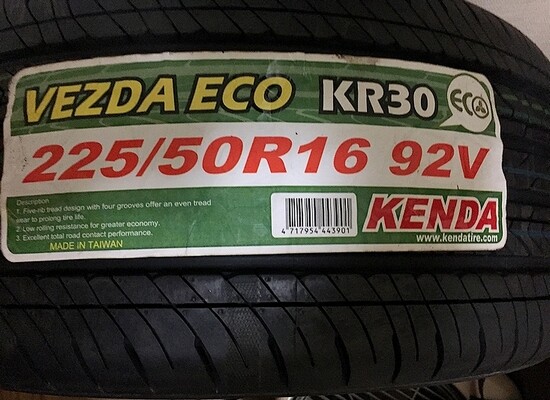 VEZDA ECO KR30 ECO
225/50R16 92V
Description
1. Five-rib tread design with four grooves offer an even tread
wear to prolong tire life.
2. Low rolling resistance for greater economy.
3. Excellent total road contact performance.
MADE IN TAIWAN
4 717954 443901
KENDA
www.kendatire.com